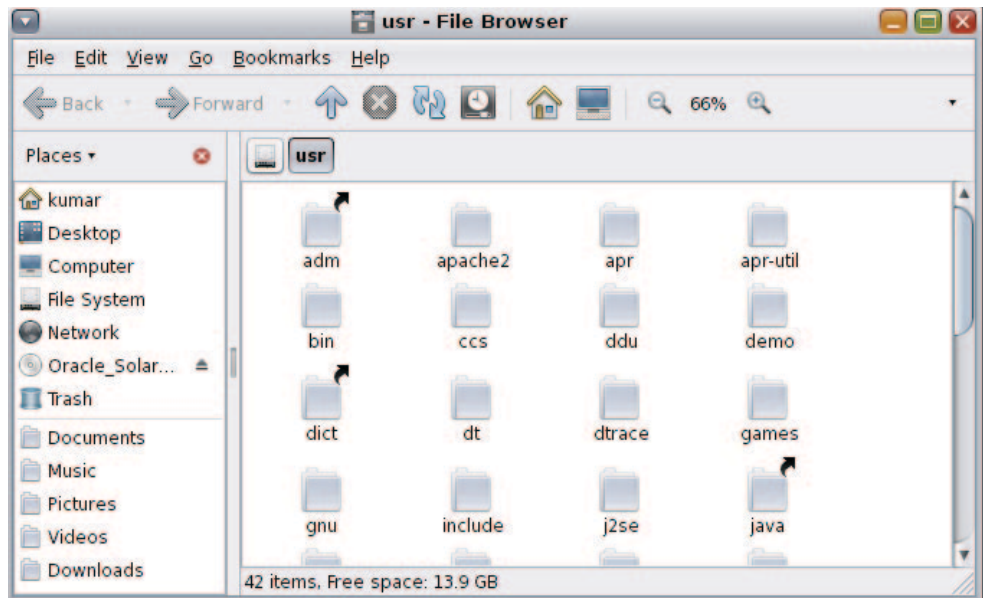 usr - File Browser
File Edit View Go Bookmarks Help
Back Forward 66%
Places
usr
kumar
Desktop
Computer
File System
Network
Oracle_Solar...
Trash
Documents
Music
Pictures
Videos
Downloads
adm apache2 apr apr-util
bin ccs ddu demo
dict dt dtrace games
gnu include j2se java
42 items, Free space: 13.9 GB